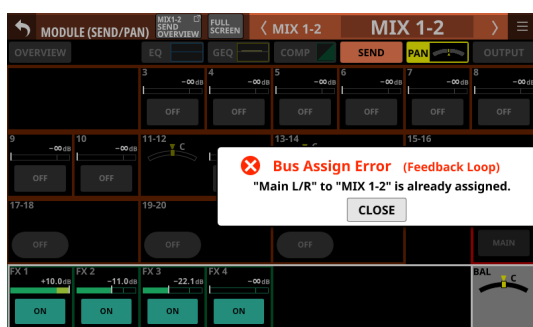 MODULE (SEND/PAN)
MIX1-2
SEND
OVERVIEW
FULL
SCREEN
MIX 1-2
MIX 1-2
OVERVIEW
EQ
GEQ
COMP
SEND
PAN
OUTPUT
3
-∞dB
4
-∞dB
5
-∞dB
6
-∞dB
7
-∞dB
8
-∞dB
OFF
OFF
OFF
OFF
OFF
OFF
9
-∞dB
10
-∞dB
11-12
C
13-14
15-16
OFF
OFF
Bus Assign Error (Feedback Loop)
"Main L/R" to "MIX 1-2" is already assigned.
CLOSE
17-18
19-20
OFF
OFF
OFF
MAIN
FX 1
+10.0dB
FX 2
-11.0dB
FX 3
-22.1dB
FX 4
-∞dB
BAL
C
ON
ON
ON
ON